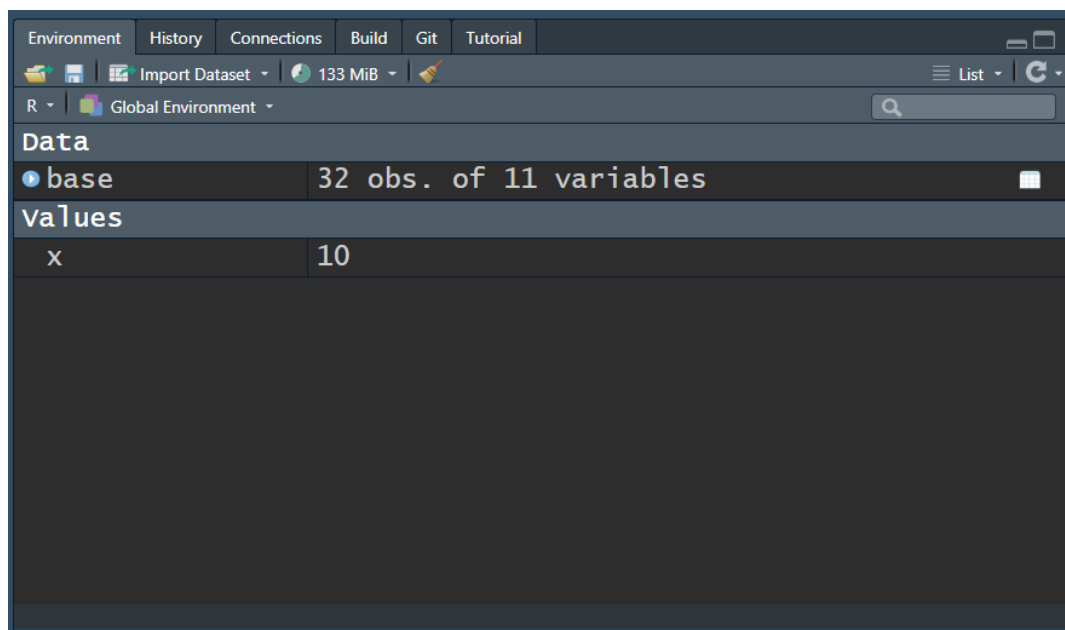 Environment History Connections Build Git Tutorial
Import Dataset 133 MiB List
R Global Environment
Data
base 32 obs. of 11 variables
Values
x 10